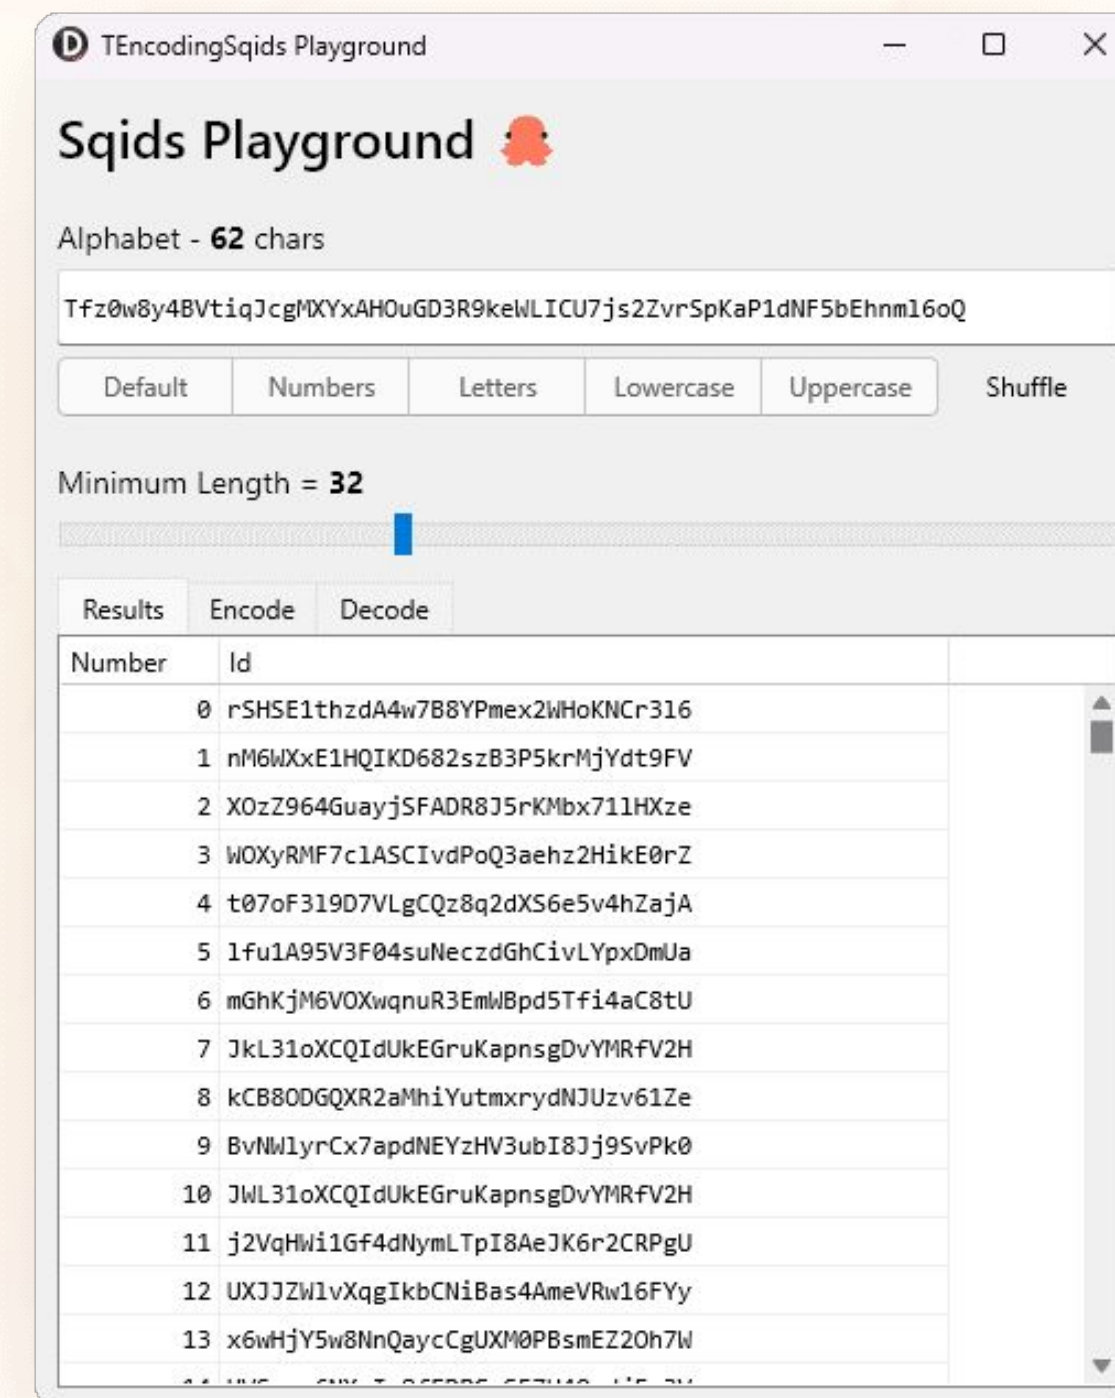 TEncodingSqids Playground
Sqids Playground
Alphabet - 62 chars
Tfz0w8y4BVtiqJcgMXYxAHOuGD3R9keWLICU7js2ZvrSpKaP1dNF5bEhnml6oQ
Default Numbers Letters Lowercase Uppercase Shuffle
Minimum Length = 32
Results Encode Decode
Number Id
0 rSHSE1thzdA4w7B8YPmex2WHoKNCr3l6
1 nM6WXxE1HQIKD682szB3P5krMjYdt9FV
2 XOzZ964GuayjSFADR8J5rKMbx71lHXze
3 WOXyRMF7clASCIvdPoQ3aehz2HikE0rZ
4 t07oF3l9D7VLgCQz8q2dXS6e5v4hZajA
5 lfu1A95V3F04suNeczdGhCivLYpxDmUa
6 mGhKjM6VOXwqnuR3EmWBpd5Tfi4aC8tU
7 JkL31oXCQIdUkEGruKapnsgDvYMRfV2H
8 kCB8ODGQXR2aMhiYutmxrydNJUzv61Ze
9 BvNWlyrCx7apdNEYzHV3ubI8Jj9SvPk0
10 JWL31oXCQIdUkEGruKapnsgDvYMRfV2H
11 j2VqHWi1Gf4dNymLTpI8AeJK6r2CRPgU
12 UXJJZWlvXqgIkbCNiBas4AmeVRw16FYy
13 x6wHjY5w8NnQaycCgUXM0PBsmEZ2Oh7W